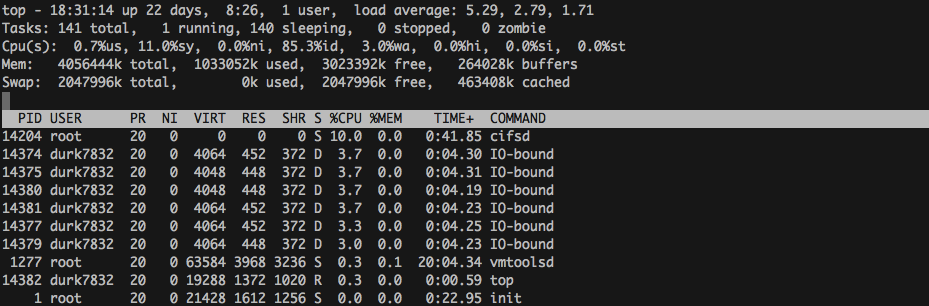 top - 18:31:14 up 22 days,  8:26,  1 user,  load average: 5.29, 2.79, 1.71
Tasks: 141 total,   1 running, 140 sleeping,   0 stopped,   0 zombie
Cpu(s):  0.7%us, 11.0%sy,  0.0%ni, 85.3%id,  3.0%wa,  0.0%hi,  0.0%si,  0.0%st
Mem:   4056444k total,  1033052k used,  3023392k free,   264028k buffers
Swap:  2047996k total,        0k used,  2047996k free,   463408k cached
  PID USER      PR  NI  VIRT  RES  SHR S %CPU %MEM    TIME+  COMMAND
14204 root      20   0     0    0    0 S 10.0  0.0   0:41.85 cifsd
14374 durk7832  20   0  4064  452  372 D  3.7  0.0   0:04.30 IO-bound
14375 durk7832  20   0  4048  448  372 D  3.7  0.0   0:04.31 IO-bound
14380 durk7832  20   0  4048  448  372 D  3.7  0.0   0:04.19 IO-bound
14381 durk7832  20   0  4064  452  372 D  3.7  0.0   0:04.23 IO-bound
14377 durk7832  20   0  4064  452  372 D  3.3  0.0   0:04.25 IO-bound
14379 durk7832  20   0  4064  448  372 D  3.0  0.0   0:04.23 IO-bound
 1277 root      20   0 63584 3968 3236 S  0.3  0.1  20:04.34 vmtoolsd
14382 durk7832  20   0 19288 1372 1020 R  0.3  0.0   0:00.59 top
    1 root      20   0 21428 1612 1256 S  0.0  0.0   0:22.95 init